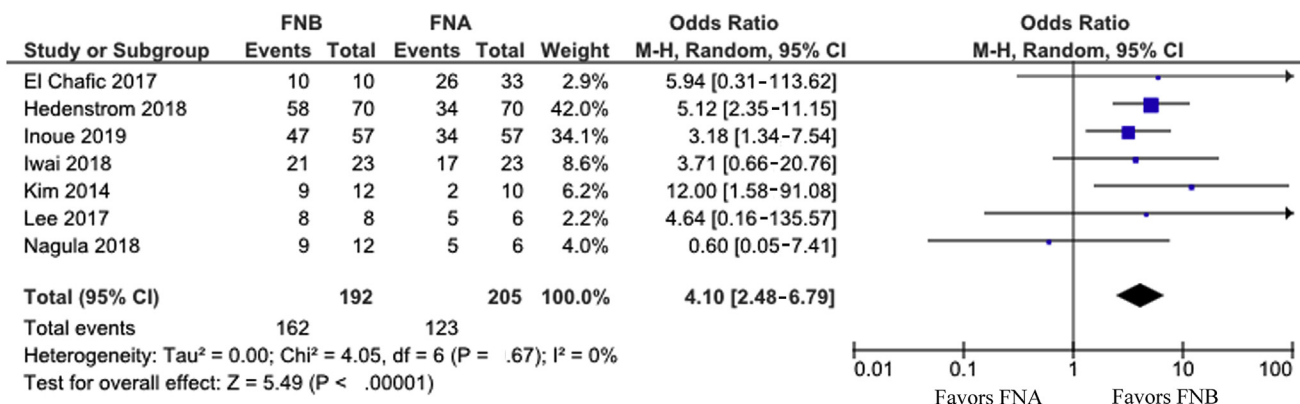 FNB FNA Odds Ratio Odds Ratio
Study or Subgroup Events Total Events Total Weight M-H, Random, 95% CI M-H, Random, 95% CI
El Chafic 2017 10 10 26 33 2.9% 5.94 [0.31-113.62]
Hedenstrom 2018 58 70 34 70 42.0% 5.12 [2.35-11.15]
Inoue 2019 47 57 34 57 34.1% 3.18 [1.34-7.54]
Iwai 2018 21 23 17 23 8.6% 3.71 [0.66-20.76]
Kim 2014 9 12 2 10 6.2% 12.00 [1.58-91.08]
Lee 2017 8 8 5 6 2.2% 4.64 [0.16-135.57]
Nagula 2018 9 12 5 6 4.0% 0.60 [0.05-7.41]
Total (95% CI) 192 205 100.0% 4.10 [2.48-6.79]
Total events 162 123
Heterogeneity: Tau² = 0.00; Chi² = 4.05, df = 6 (P = .67); I² = 0%
Test for overall effect: Z = 5.49 (P < .00001)
0.01 0.1 1 10 100
Favors FNA Favors FNB